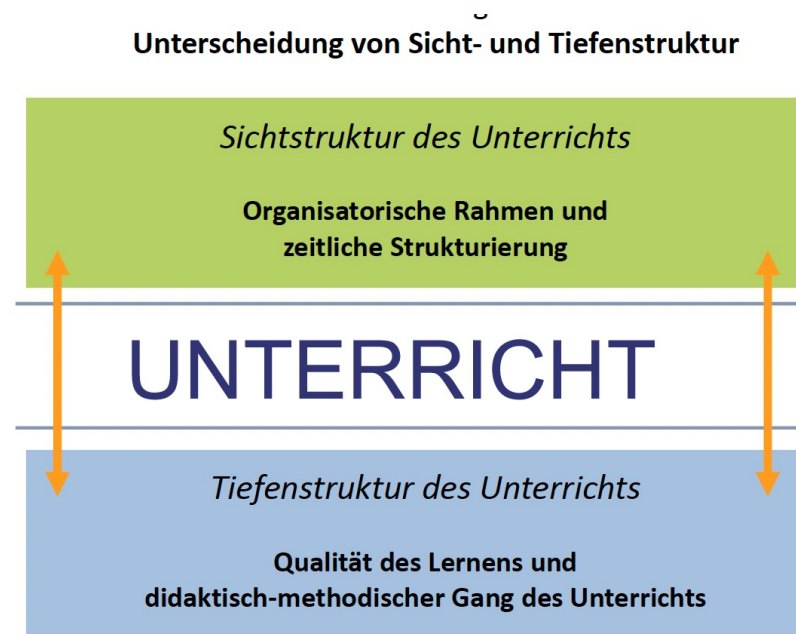 Unterscheidung von Sicht- und Tiefenstruktur
Sichtstruktur des Unterrichts
Organisatorische Rahmen und
zeitliche Strukturierung
UNTERRICHT
Tiefenstruktur des Unterrichts
Qualität des Lernens und
didaktisch-methodischer Gang des Unterrichts